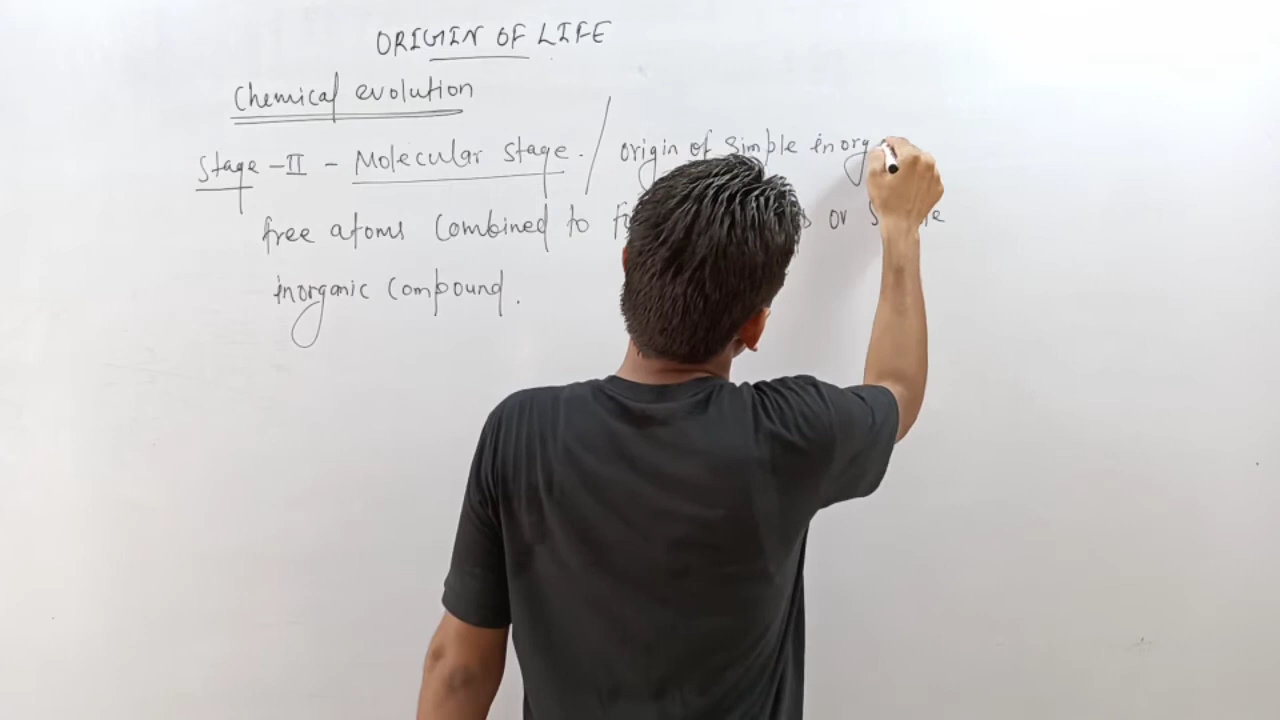 ORIGIN OF LIFE
Chemical evolution
Stage-II - Molecular stage. / origin of simple inorg
free atoms combined to or
inorganic compound.